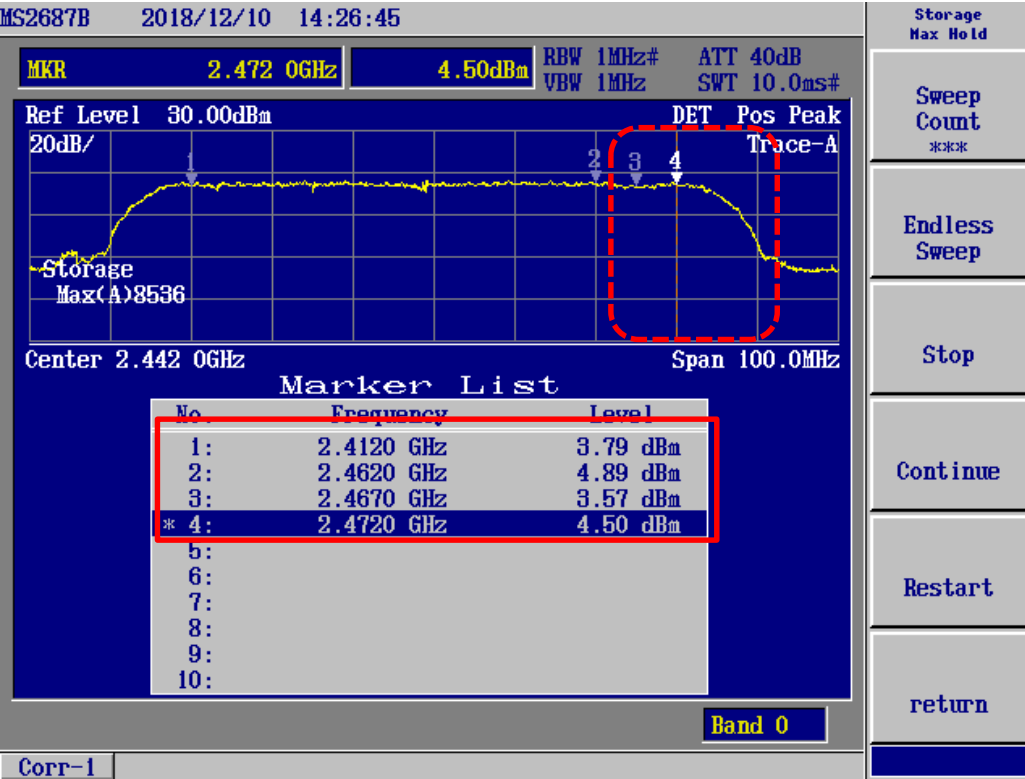 MS2687B 2018/12/10 14:26:45
MKR 2.472 0GHz 4.50dBm
RBW 1MHz# ATT 40dB
VBW 1MHz SWT 10.0ms#
Ref Level 30.00dBm DET Pos Peak
20dB/ Trace-A
1 2 3 4
Storage
Max(A)8536
Center 2.442 0GHz Span 100.0MHz
Marker List
No. Frequency Level
1: 2.4120 GHz 3.79 dBm
2: 2.4620 GHz 4.89 dBm
3: 2.4670 GHz 3.57 dBm
* 4: 2.4720 GHz 4.50 dBm
5:
6:
7:
8:
9:
10:
Band 0
Corr-1
Storage
Max Hold
Sweep
Count
***
Endless
Sweep
Stop
Continue
Restart
return